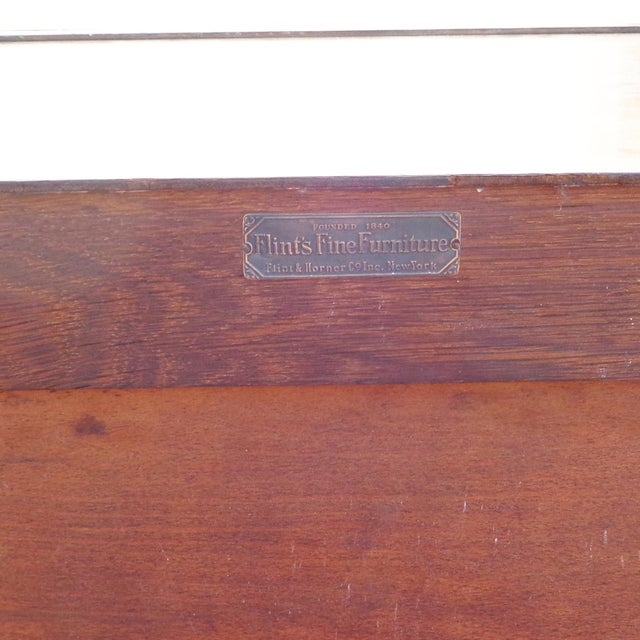 FOUNDED 1840
Flint's Fine Furniture
Flint & Horner Co Inc. New York